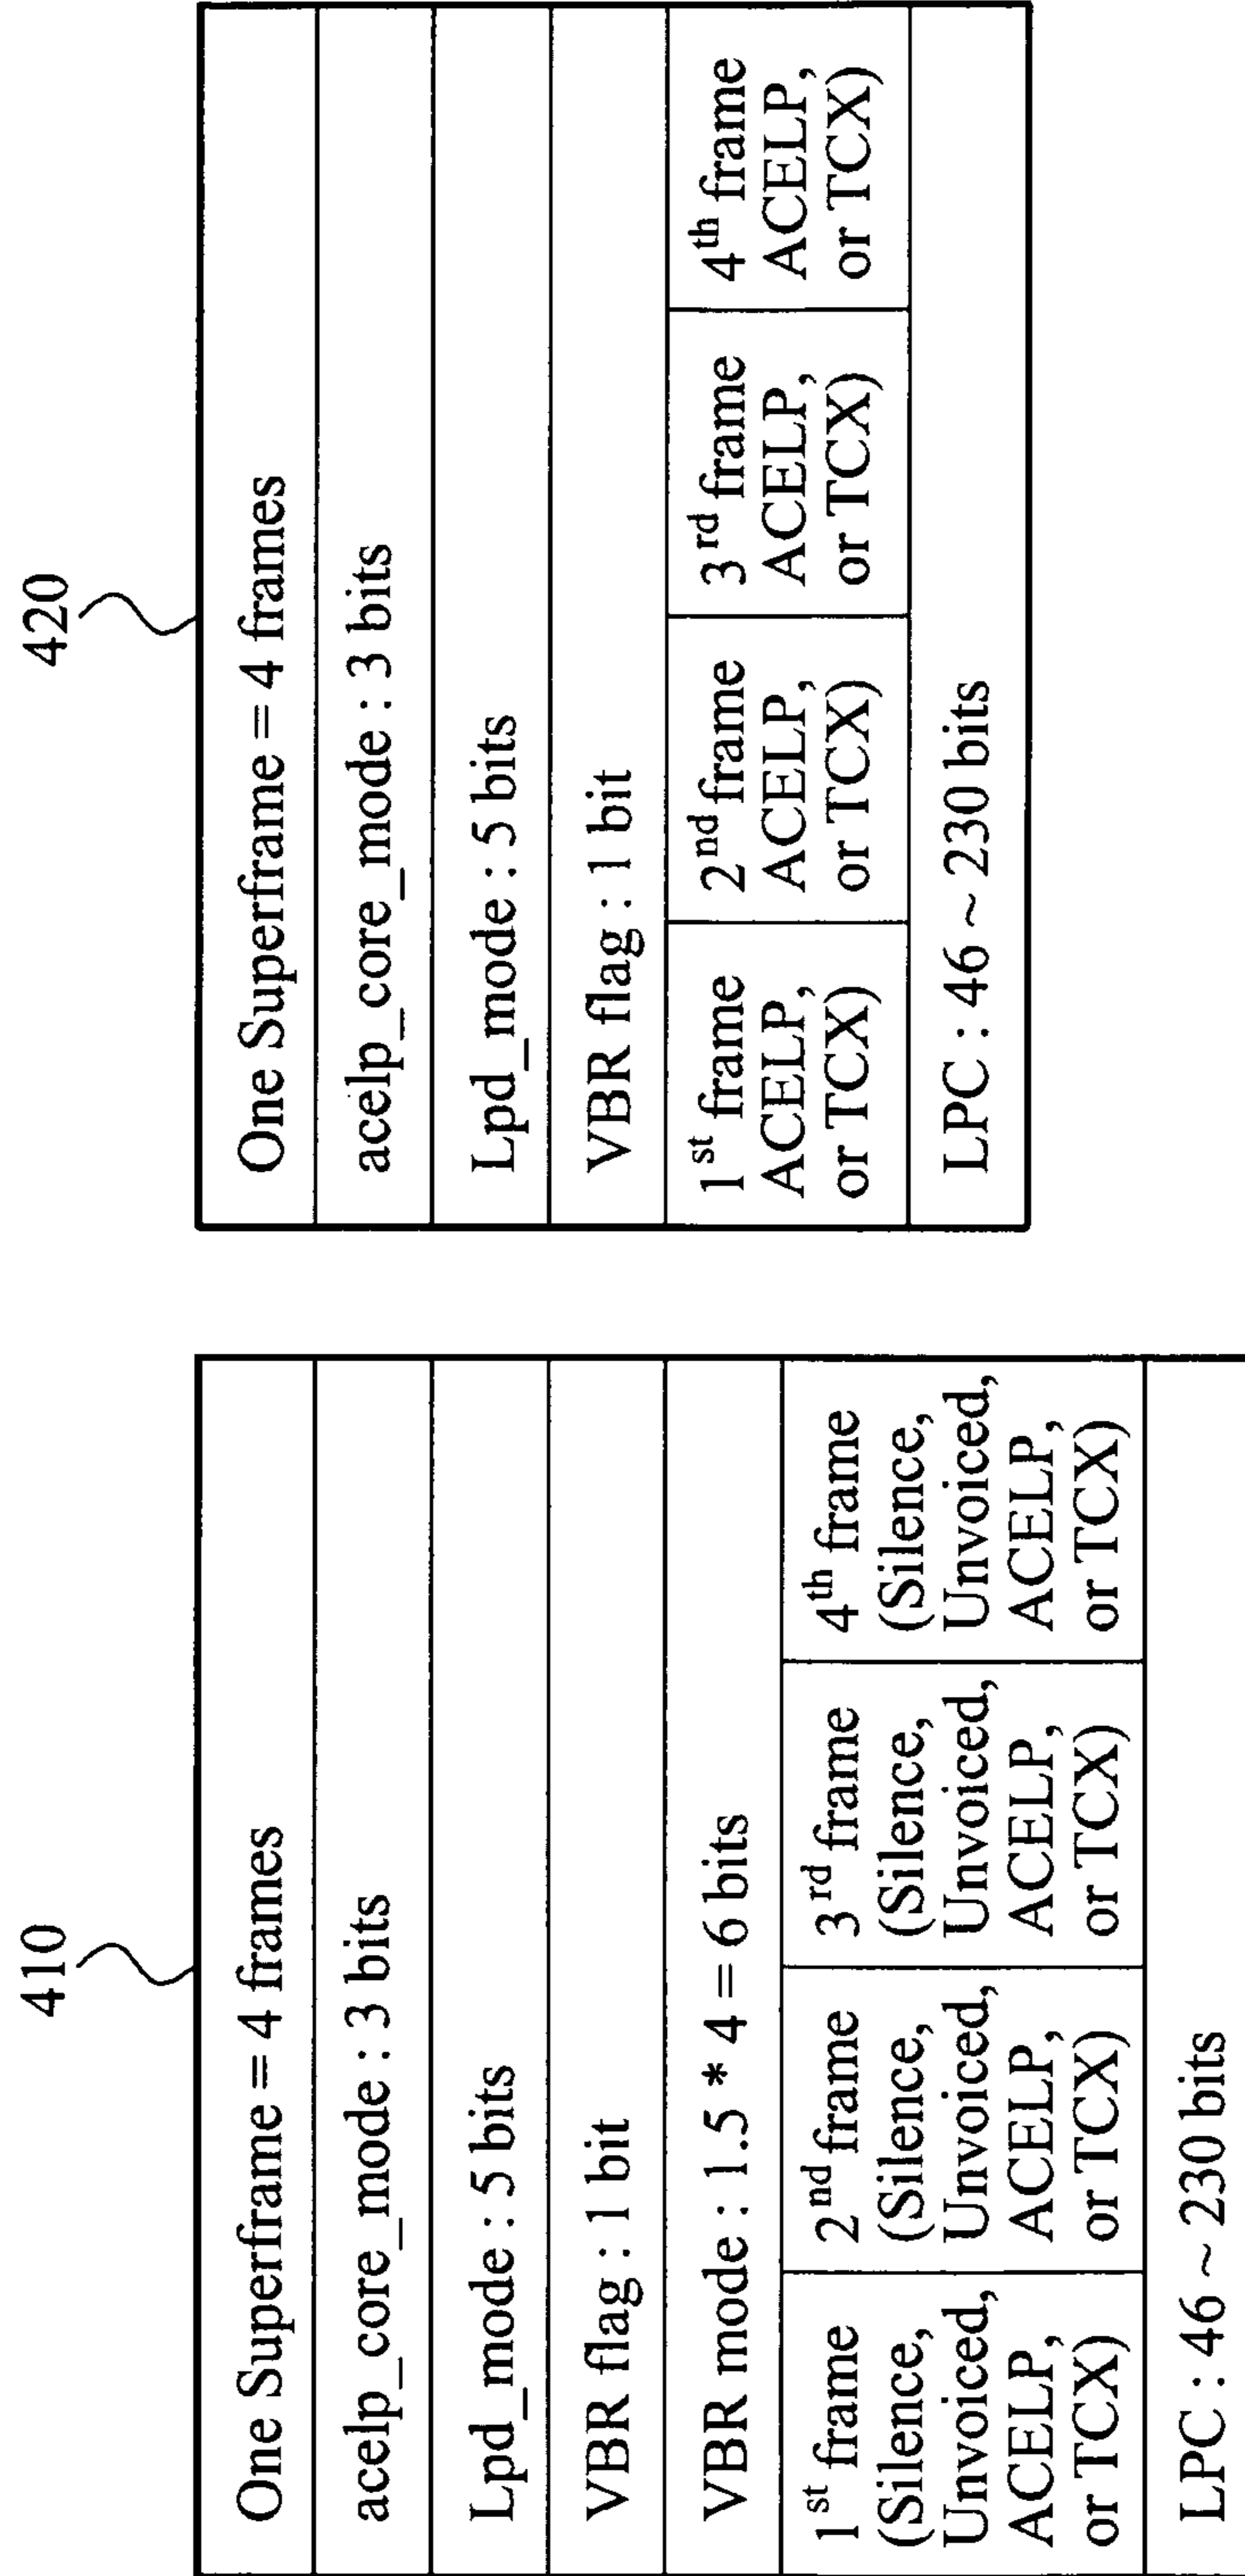 410
One Superframe = 4 frames
acelp_core_mode : 3 bits
Lpd_mode : 5 bits
VBR flag : 1 bit
VBR mode : 1.5 * 4 = 6 bits
1st frame
(Silence,
Unvoiced,
ACELP,
or TCX)
2nd frame
(Silence,
Unvoiced,
ACELP,
or TCX)
3rd frame
(Silence,
Unvoiced,
ACELP,
or TCX)
4th frame
(Silence,
Unvoiced,
ACELP,
or TCX)
LPC : 46 ~ 230 bits
420
One Superframe = 4 frames
acelp_core_mode : 3 bits
Lpd_mode : 5 bits
VBR flag : 1 bit
1st frame
ACELP,
or TCX)
2nd frame
ACELP,
or TCX)
3rd frame
ACELP,
or TCX)
4th frame
ACELP,
or TCX)
LPC : 46 ~ 230 bits